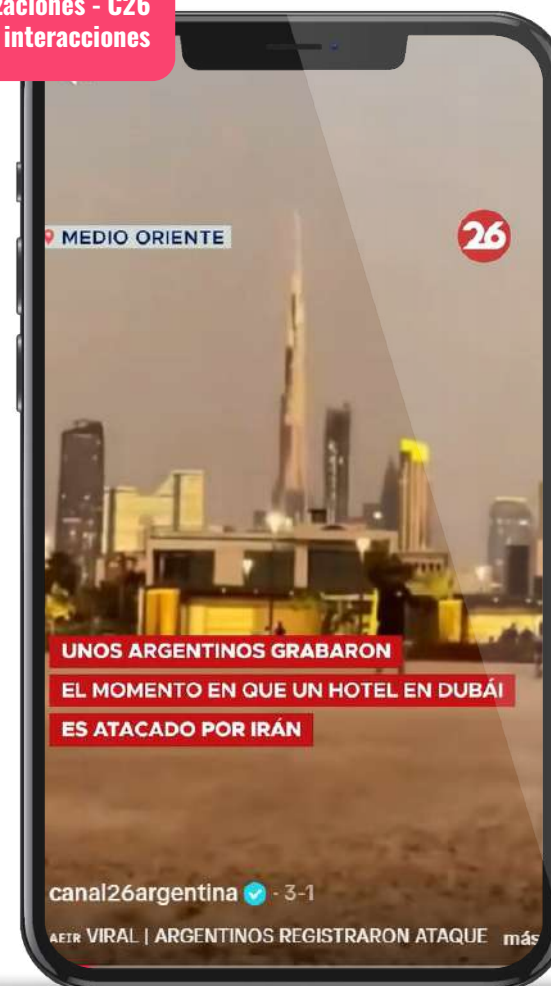 zaciones - C26
interacciones
MEDIO ORIENTE
26
UNOS ARGENTINOS GRABARON
EL MOMENTO EN QUE UN HOTEL EN DUBÁI
ES ATACADO POR IRÁN
canal26argentina · 3-1
VIRAL | ARGENTINOS REGISTRARON ATAQUE más